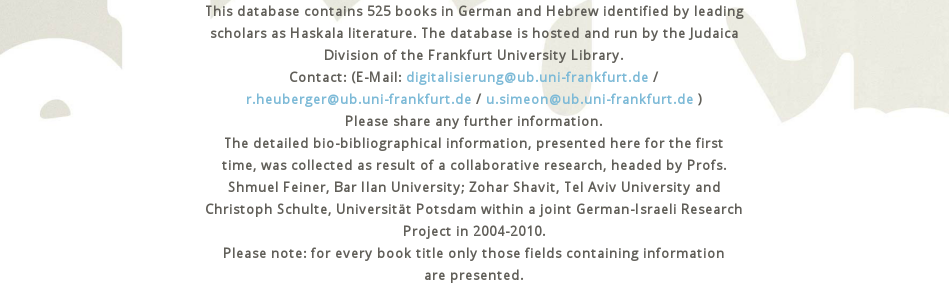 This database contains 525 books in German and Hebrew identified by leading
scholars as Haskala literature. The database is hosted and run by the Judaica
Division of the Frankfurt University Library.
Contact: (E-Mail: digitalisierung@ub.uni-frankfurt.de /
r.heuberger@ub.uni-frankfurt.de / u.simeon@ub.uni-frankfurt.de )
Please share any further information.
The detailed bio-bibliographical information, presented here for the first
time, was collected as result of a collaborative research, headed by Profs.
Shmuel Feiner, Bar Ilan University; Zohar Shavit, Tel Aviv University and
Christoph Schulte, Universität Potsdam within a joint German-Israeli Research
Project in 2004-2010.
Please note: for every book title only those fields containing information
are presented.